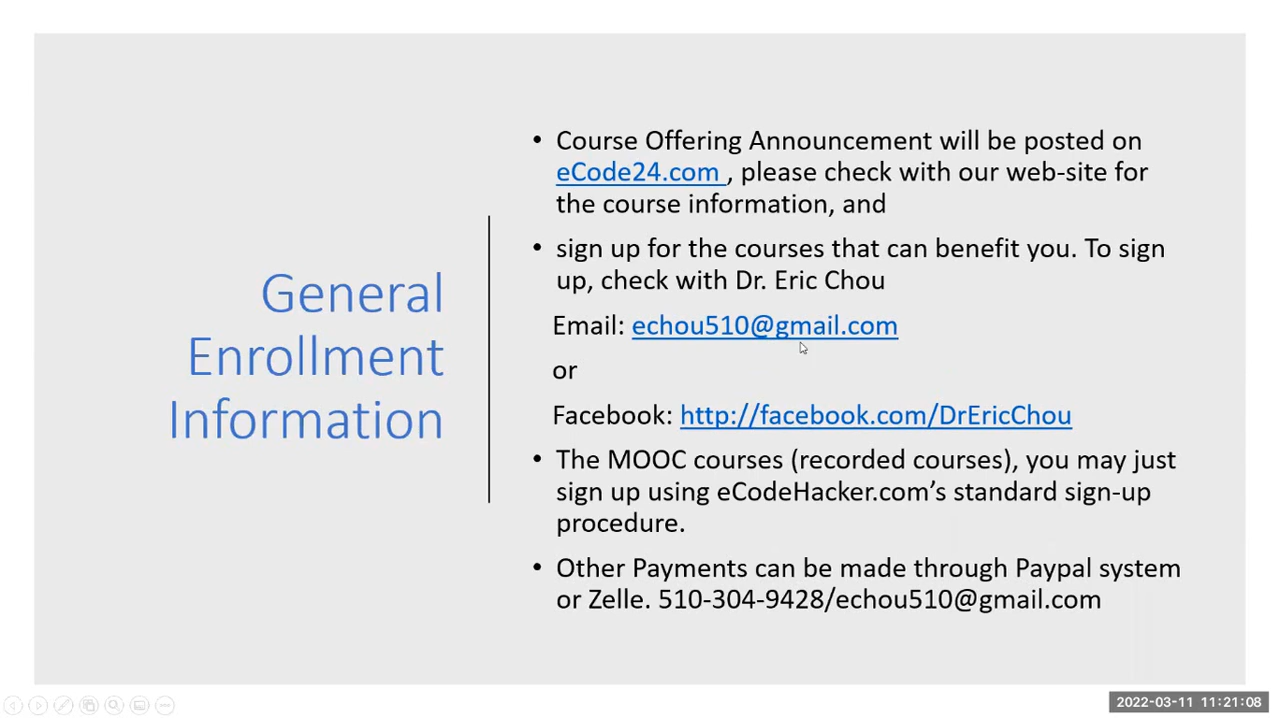 General
Enrollment
Information
• Course Offering Announcement will be posted on
eCode24.com , please check with our web-site for
the course information, and
• sign up for the courses that can benefit you. To sign
up, check with Dr. Eric Chou
Email: echou510@gmail.com
or
Facebook: http://facebook.com/DrEricChou
• The MOOC courses (recorded courses), you may just
sign up using eCodeHacker.com’s standard sign-up
procedure.
• Other Payments can be made through Paypal system
or Zelle. 510-304-9428/echou510@gmail.com
2022-03-11 11:21:08